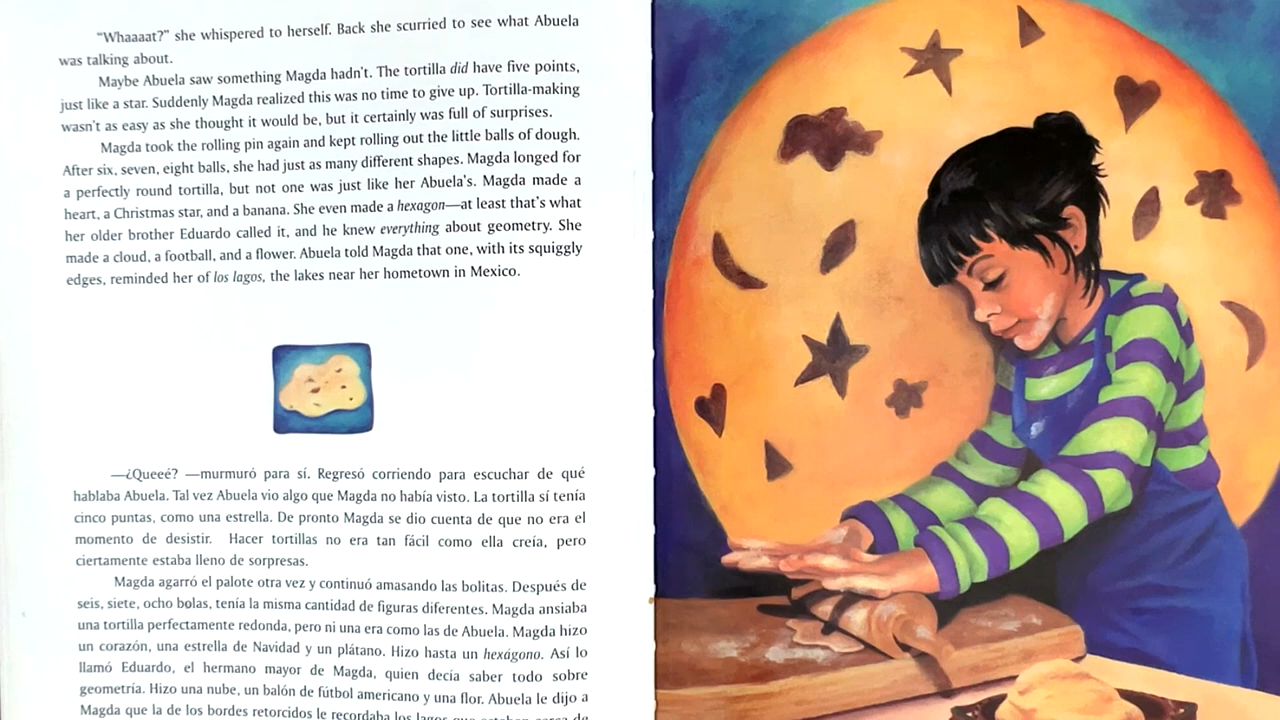 "Whaaaat?" she whispered to herself. Back she scurried to see what Abuela
was talking about.
Maybe Abuela saw something Magda hadn't. The tortilla did have five points,
just like a star. Suddenly Magda realized this was no time to give up. Tortilla-making
wasn't as easy as she thought it would be, but it certainly was full of surprises.
Magda took the rolling pin again and kept rolling out the little balls of dough.
After six, seven, eight balls, she had just as many different shapes. Magda longed for
a perfectly round tortilla, but not one was just like her Abuela's. Magda made a
heart, a Christmas star, and a banana. She even made a hexagon—at least that's what
her older brother Eduardo called it, and he knew everything about geometry. She
made a cloud, a football, and a flower. Abuela told Magda that one, with its squiggly
edges, reminded her of los lagos, the lakes near her hometown in Mexico.
—¿Queeé? —murmuró para sí. Regresó corriendo para escuchar de qué
hablaba Abuela. Tal vez Abuela vio algo que Magda no había visto. La tortilla sí tenía
cinco puntas, como una estrella. De pronto Magda se dio cuenta de que no era el
momento de desistir. Hacer tortillas no era tan fácil como ella creía, pero
ciertamente estaba lleno de sorpresas.
Magda agarró el palote otra vez y continuó amasando las bolitas. Después de
seis, siete, ocho bolas, tenía la misma cantidad de figuras diferentes. Magda ansiaba
una tortilla perfectamente redonda, pero ni una era como las de Abuela. Magda hizo
un corazón, una estrella de Navidad y un plátano. Hizo hasta un hexágono. Así lo
llamó Eduardo, el hermano mayor de Magda, quien decía saber todo sobre
geometría. Hizo una nube, un balón de fútbol americano y una flor. Abuela le dijo a
Magda que la de los bordes retorcidos le recordaba los lagos que estaban cerca de